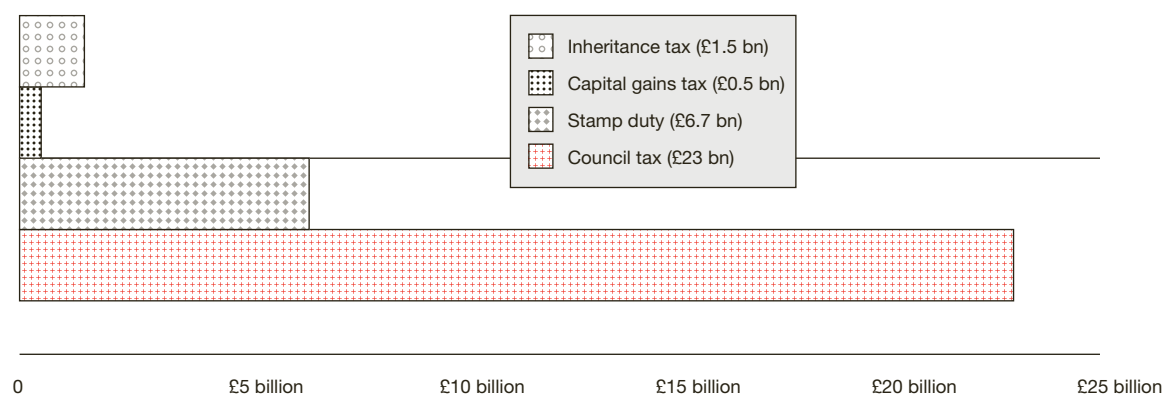 Inheritance tax (£1.5 bn)
Capital gains tax (£0.5 bn)
Stamp duty (£6.7 bn)
Council tax (£23 bn)
0 £5 billion £10 billion £15 billion £20 billion £25 billion